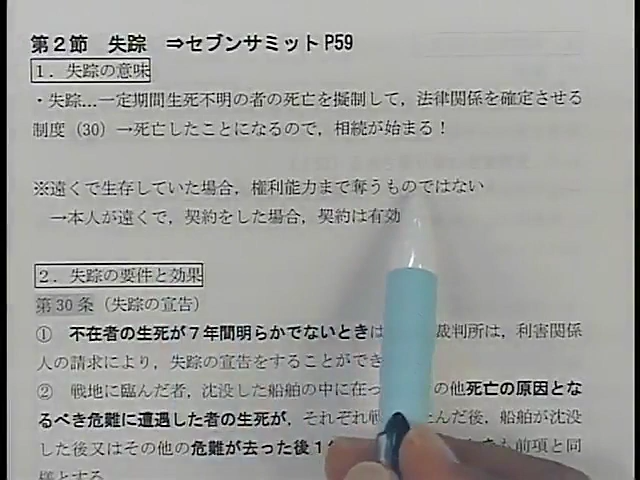 第２節　失踪　⇒セブンサミットP59
１．失踪の意味
・失踪…一定期間生死不明の者の死亡を擬制して，法律関係を確定させる
制度（30）→死亡したことになるので，相続が始まる！
※遠くで生存していた場合，権利能力まで奪うものではない
→本人が遠くで，契約をした場合，契約は有効
２．失踪の要件と効果
第30条（失踪の宣告）
①　不在者の生死が７年間明らかでないときは 裁判所は，利害関係
人の請求により，失踪の宣告をすることができ
②　戦地に臨んだ者，沈没した船舶の中に在っ の他死亡の原因とな
るべき危難に遭遇した者の生死が，それぞれ戦 んだ後，船舶が沈没
した後又はその他の危難が去った後１ も前項と同
様とする